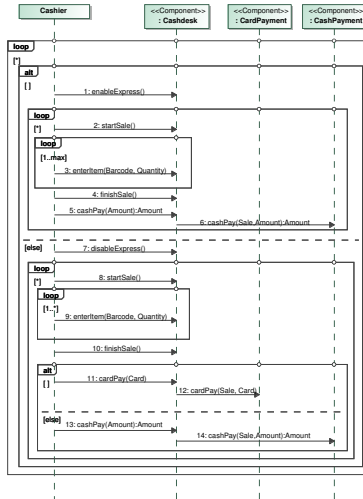 Cashier
<<Component>>
: Cashdesk
<<Component>>
: CardPayment
<<Component>>
: CashPayment
loop
[*]
alt
[ ]
1: enableExpress()
loop
[*]
2: startSale()
loop
[1..max]
3: enterItem(Barcode, Quantity)
4: finishSale()
5: cashPay(Amount):Amount
6: cashPay(Sale,Amount):Amount
[else]
7: disableExpress()
loop
[*]
8: startSale()
loop
[1..*]
9: enterItem(Barcode, Quantity)
10: finishSale()
alt
[ ]
11: cardPay(Card)
12: cardPay(Sale, Card)
[else]
13: cashPay(Amount):Amount
14: cashPay(Sale,Amount):Amount